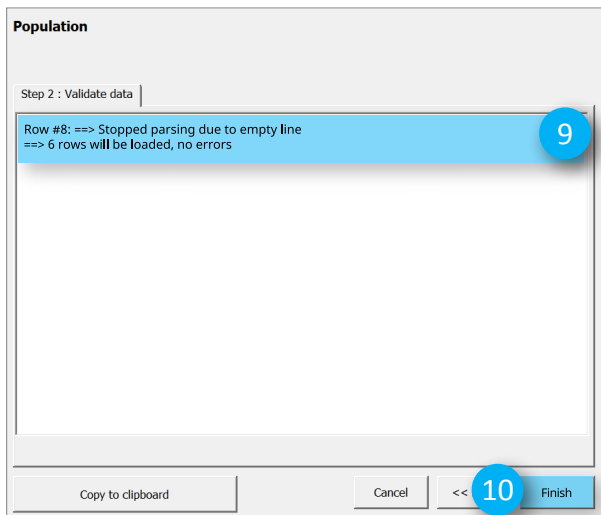 Population
Step 2 : Validate data
Row #8: ==> Stopped parsing due to empty line
==> 6 rows will be loaded, no errors
9
Copy to clipboard
Cancel
<<
10
Finish